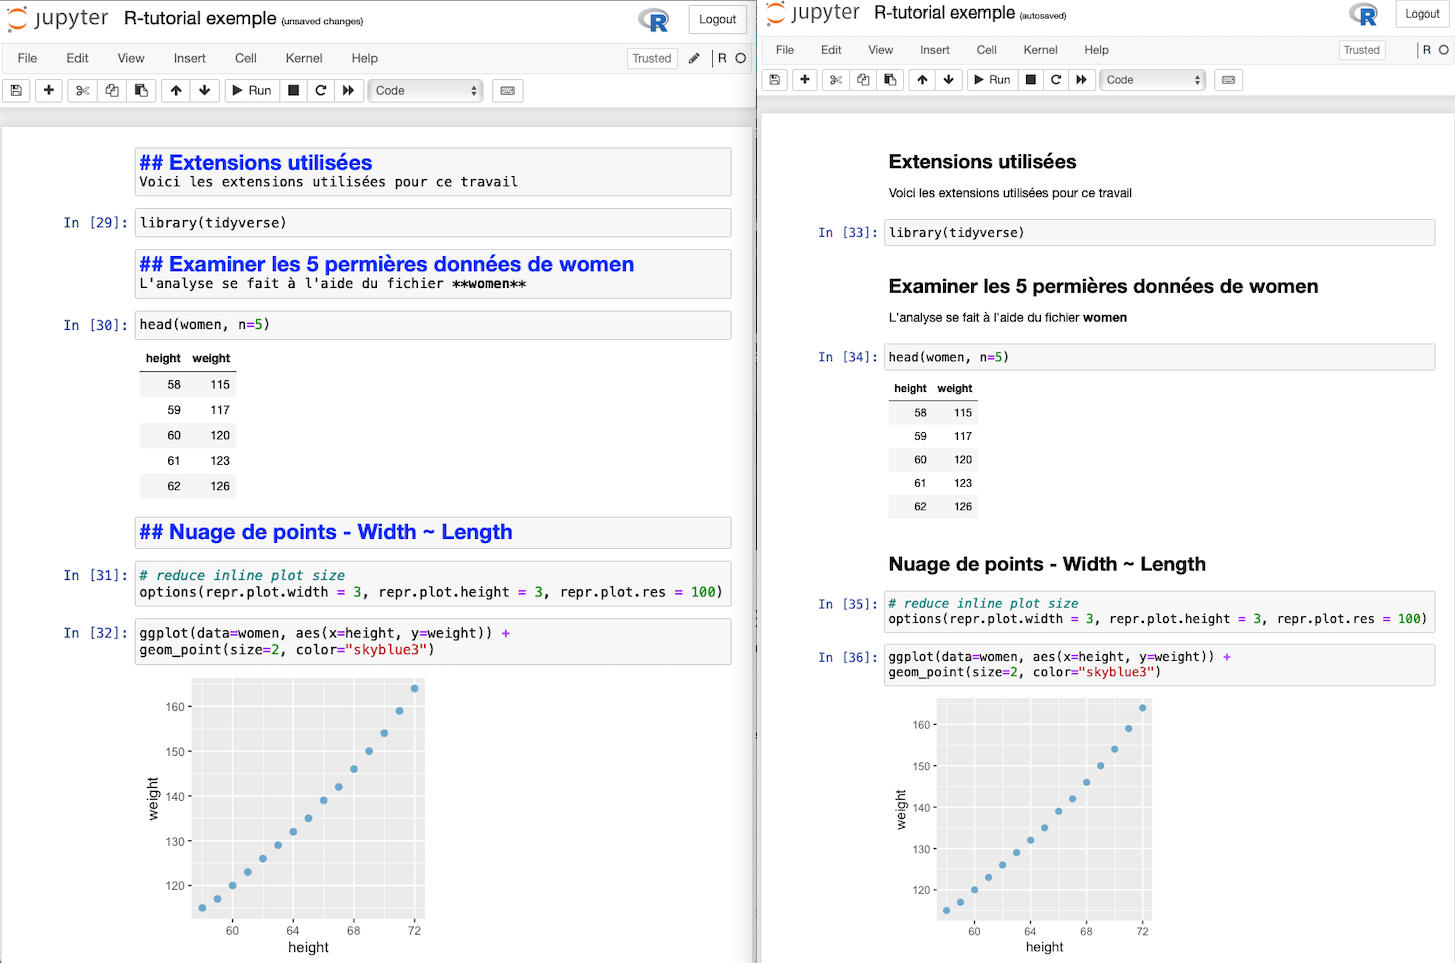 jupyter R-tutorial exemple (unsaved changes) R Logout
File Edit View Insert Cell Kernel Help Trusted R
Run Code
## Extensions utilisées
Voici les extensions utilisées pour ce travail
In [29]: library(tidyverse)
## Examiner les 5 permières données de women
L'analyse se fait à l'aide du fichier **women**
In [30]: head(women, n=5)
height weight
58 115
59 117
60 120
61 123
62 126
## Nuage de points - Width ~ Length
In [31]: # reduce inline plot size
options(repr.plot.width = 3, repr.plot.height = 3, repr.plot.res = 100)
In [32]: ggplot(data=women, aes(x=height, y=weight)) +
geom_point(size=2, color="skyblue3")
160
150
140
130
120
weight
60 64 68 72
height
jupyter R-tutorial exemple (autosaved) R Logout
File Edit View Insert Cell Kernel Help Trusted R
Run Code
Extensions utilisées
Voici les extensions utilisées pour ce travail
In [33]: library(tidyverse)
Examiner les 5 permières données de women
L'analyse se fait à l'aide du fichier women
In [34]: head(women, n=5)
height weight
58 115
59 117
60 120
61 123
62 126
Nuage de points - Width ~ Length
In [35]: # reduce inline plot size
options(repr.plot.width = 3, repr.plot.height = 3, repr.plot.res = 100)
In [36]: ggplot(data=women, aes(x=height, y=weight)) +
geom_point(size=2, color="skyblue3")
160
150
140
130
120
weight
60 64 68 72
height